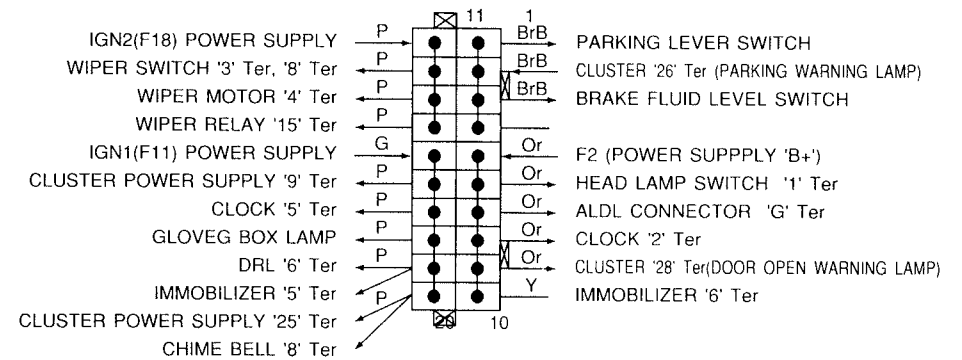 11 1
IGN2(F18) POWER SUPPLY P BrB PARKING LEVER SWITCH
WIPER SWITCH '3' Ter, '8' Ter P BrB CLUSTER '26' Ter (PARKING WARNING LAMP)
WIPER MOTOR '4' Ter P BrB BRAKE FLUID LEVEL SWITCH
WIPER RELAY '15' Ter P
IGN1(F11) POWER SUPPLY G Or F2 (POWER SUPPPLY 'B+')
CLUSTER POWER SUPPLY '9' Ter P Or HEAD LAMP SWITCH '1' Ter
CLOCK '5' Ter P Or ALDL CONNECTOR 'G' Ter
GLOVEG BOX LAMP P Or CLOCK '2' Ter
DRL '6' Ter P Or CLUSTER '28' Ter(DOOR OPEN WARNING LAMP)
IMMOBILIZER '5' Ter P Y IMMOBILIZER '6' Ter
CLUSTER POWER SUPPLY '25' Ter 20 10
CHIME BELL '8' Ter